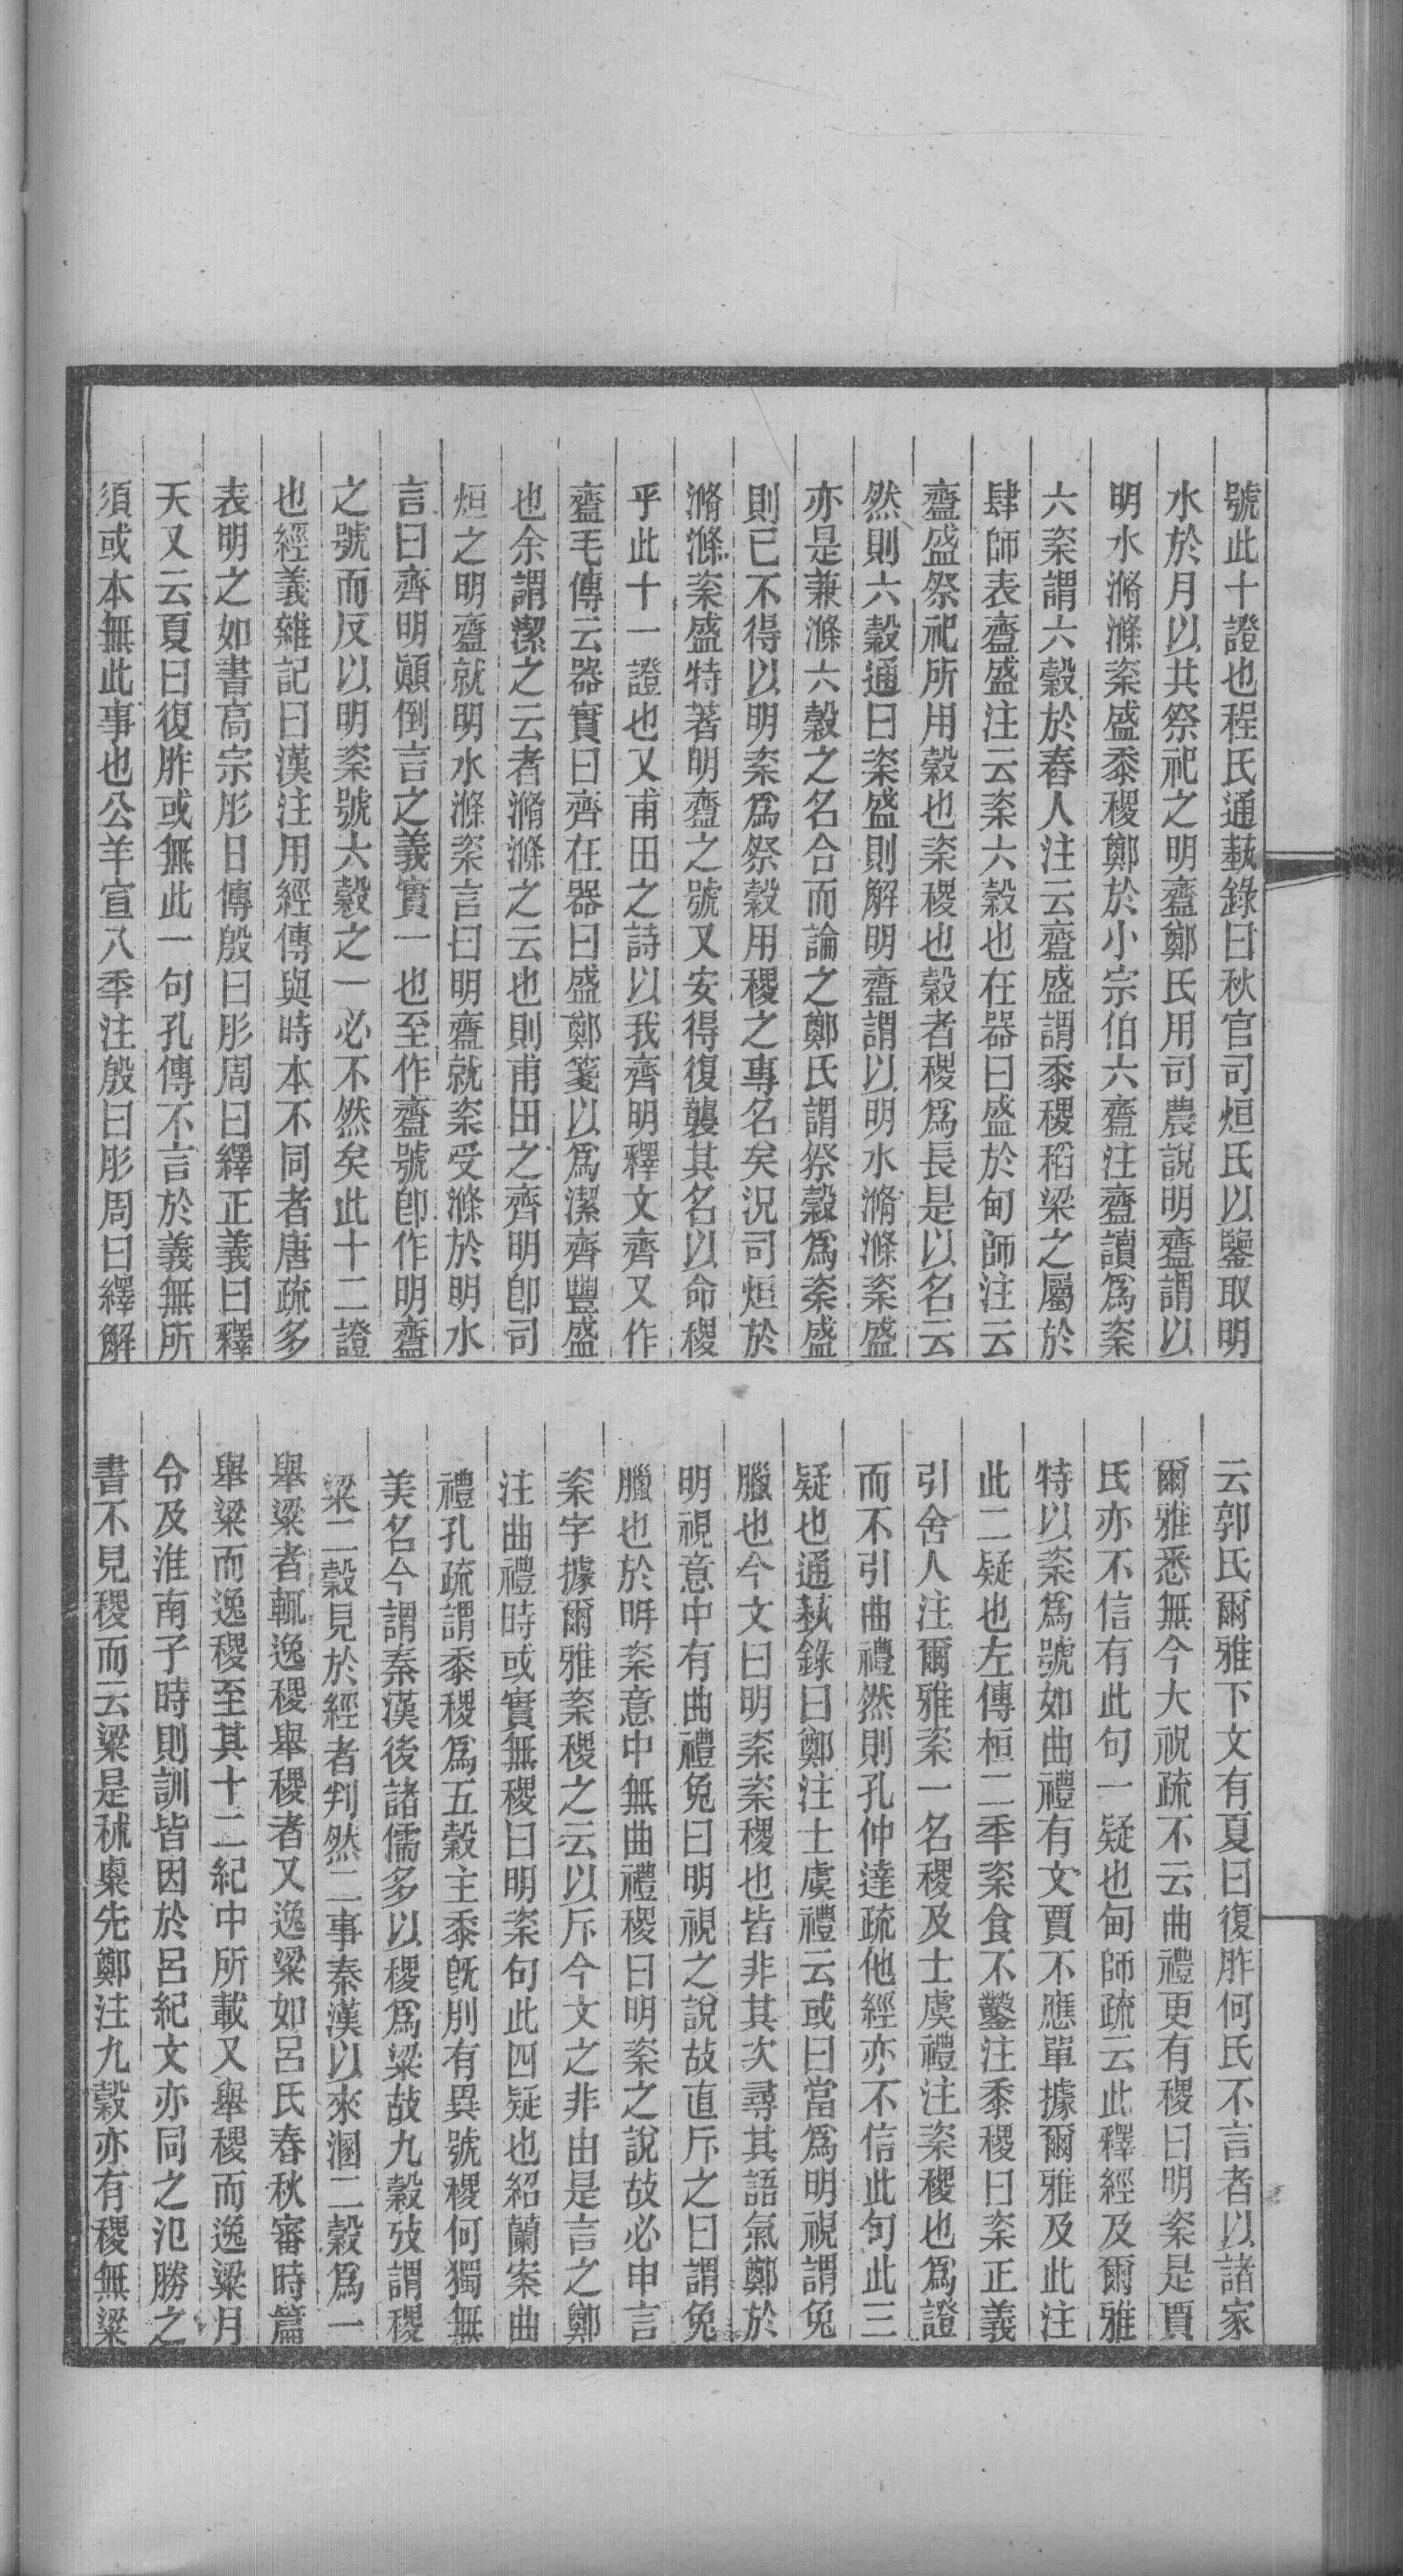 號此十證也程氏通蓺錄曰秋官司烜氏以鑒取明
水於月以共祭祀之明齍鄭氏用司農說明齍謂以
明水滫滌粢盛黍稷鄭於小宗伯六齍注齍讀爲粢
六粢謂六穀於舂人注云齍盛謂黍稷稻粱之屬於
肆師表齍盛注云粢六穀也在器曰盛於甸師注云
齍盛祭祀所用穀也粢稷也穀者稷爲長是以名云
然則六穀通曰粢盛則解明齍謂以明水滫滌粢盛
亦是兼滌六穀之名合而論之鄭氏謂祭穀爲粢盛
則已不得以明粢爲祭穀用稷之專名矣況司烜於
滫滌粢盛特著明齍之號又安得復襲其名以命稷
乎此十一證也又甫田之詩以我齊明釋文齊又作
齍毛傳云器實曰齊在器曰盛鄭箋以爲潔齊豐盛
也余謂潔之云者滫滌之云也則甫田之齊明卽司
烜之明齍就明水滌粢言曰明齍就粢受滌於明水
言曰齊明顚倒言之義實一也至作齍號卽作明齍
之號而反以明粢號六穀之一必不然矣此十二證
也經義雜記曰漢注用經傳與時本不同者唐疏多
表明之如書高宗肜日傳殷曰肜周曰繹正義曰釋
天又云夏曰復胙或無此一句孔傳不言於義無所
須或本無此事也公羊宣八秊注殷曰肜周曰繹解
云郭氏爾雅下文有夏曰復胙何氏不言者以諸家
爾雅悉無今大祝疏不云曲禮更有稷曰明粢是賈
氏亦不信有此句一疑也甸師疏云此釋經及爾雅
特以粢爲號如曲禮有文賈不應單據爾雅及此注
此二疑也左傳桓二秊粢食不鑿注黍稷曰粢正義
引舍人注爾雅粢一名稷及士虞禮注粢稷也爲證
而不引曲禮然則孔仲達疏他經亦不信此句此三
疑也通蓺錄曰鄭注士虞禮云或曰當爲明視謂兔
臘也今文曰明粢粢稷也皆非其次尋其語氣鄭於
明視意中有曲禮兔曰明視之說故直斥之曰謂兔
臘也於明粢意中無曲禮稷曰明粢之說故必申言
粢字據爾雅粢稷之云以斥今文之非由是言之鄭
注曲禮時或實無稷曰明粢句此四疑也紹蘭案曲
禮孔疏謂黍稷爲五穀主黍旣別有異號稷何獨無
美名今謂秦漢後諸儒多以稷爲粱故九穀攷謂稷
粱二穀見於經者判然二事秦漢以來溷二穀爲一
舉粱者輒逸稷舉稷者又逸粱如呂氏春秋審時篇
舉粱而逸稷至其十二紀中所載又舉稷而逸粱月
令及淮南子時則訓皆因於呂紀文亦同之氾勝之
書不見稷而云粱是秫粟先鄭注九穀亦有稷無粱